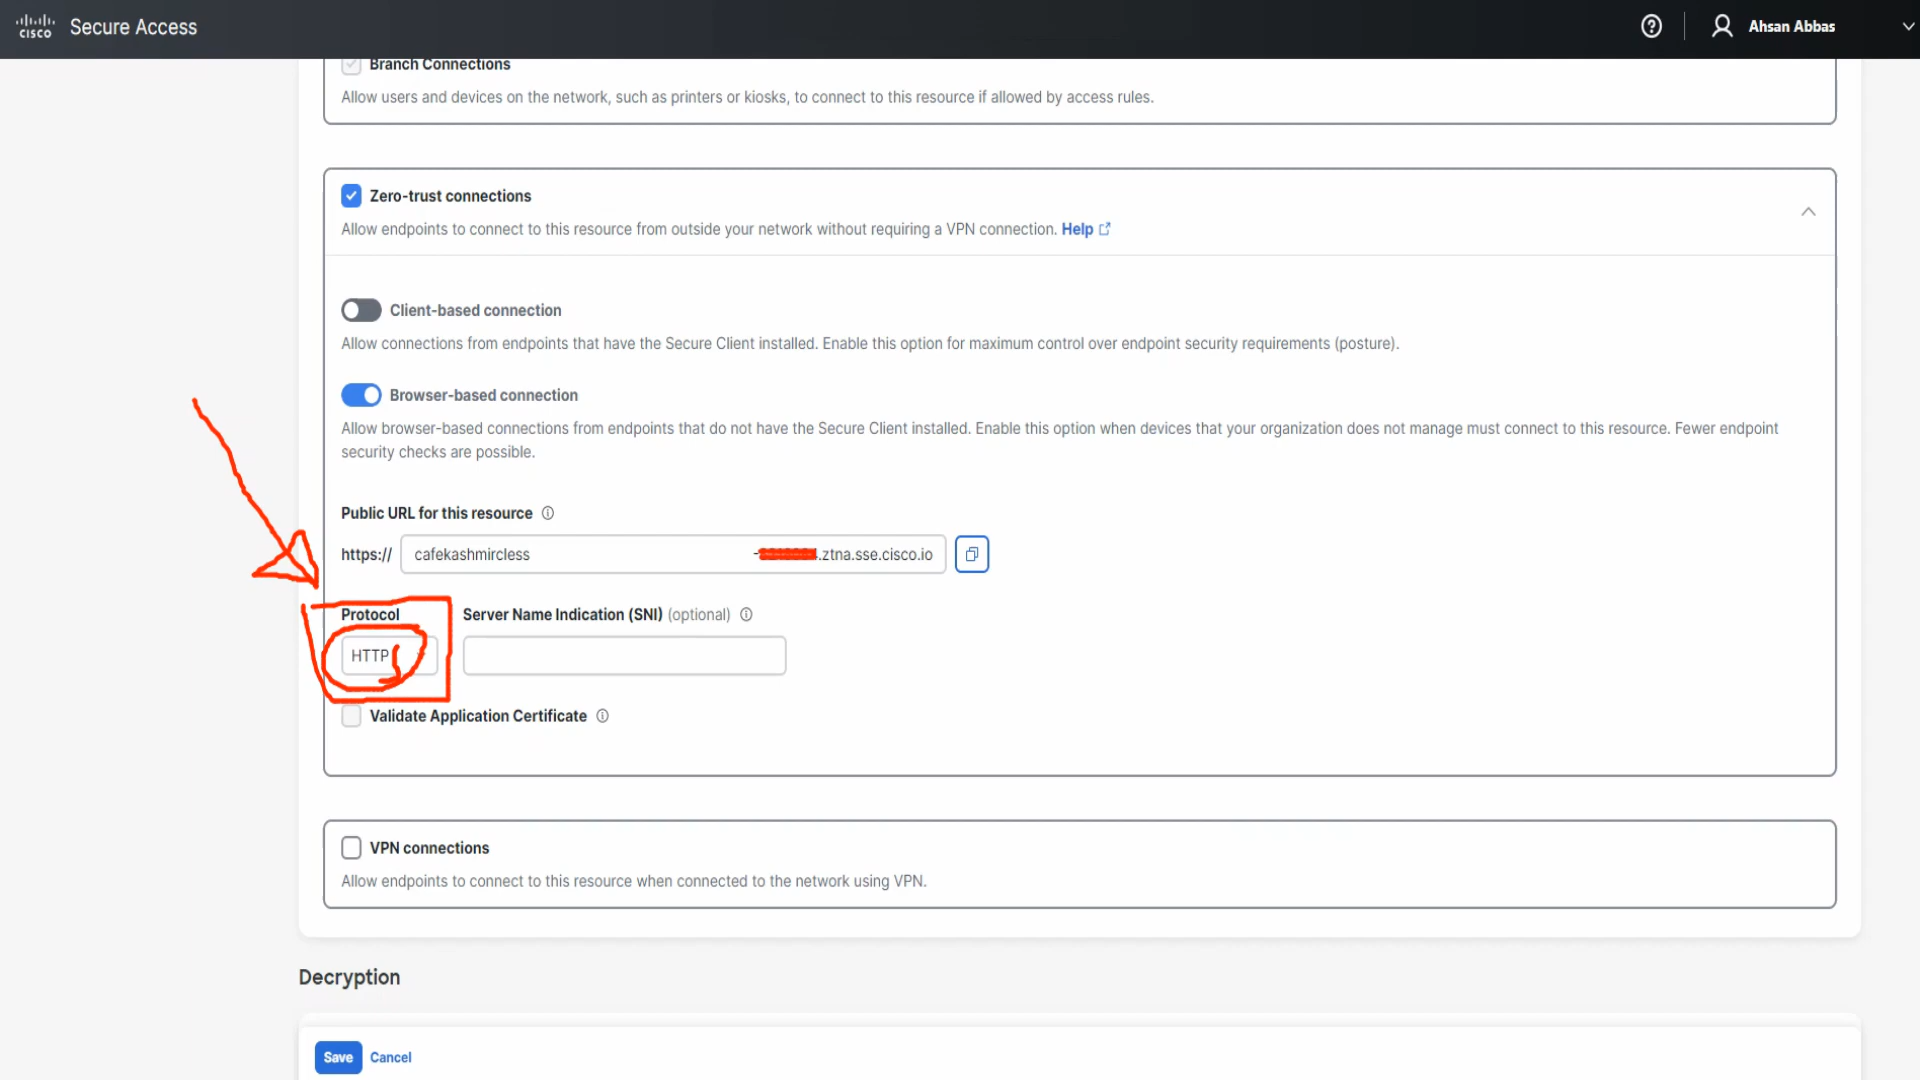 cisco Secure Access
Ahsan Abbas
Branch Connections
Allow users and devices on the network, such as printers or kiosks, to connect to this resource if allowed by access rules.
Zero-trust connections
Allow endpoints to connect to this resource from outside your network without requiring a VPN connection. Help
Client-based connection
Allow connections from endpoints that have the Secure Client installed. Enable this option for maximum control over endpoint security requirements (posture).
Browser-based connection
Allow browser-based connections from endpoints that do not have the Secure Client installed. Enable this option when devices that your organization does not manage must connect to this resource. Fewer endpoint
security checks are possible.
Public URL for this resource
https:// cafekashmircless .ztna.sse.cisco.io
Protocol Server Name Indication (SNI) (optional)
HTTP
Validate Application Certificate
VPN connections
Allow endpoints to connect to this resource when connected to the network using VPN.
Decryption
Save Cancel